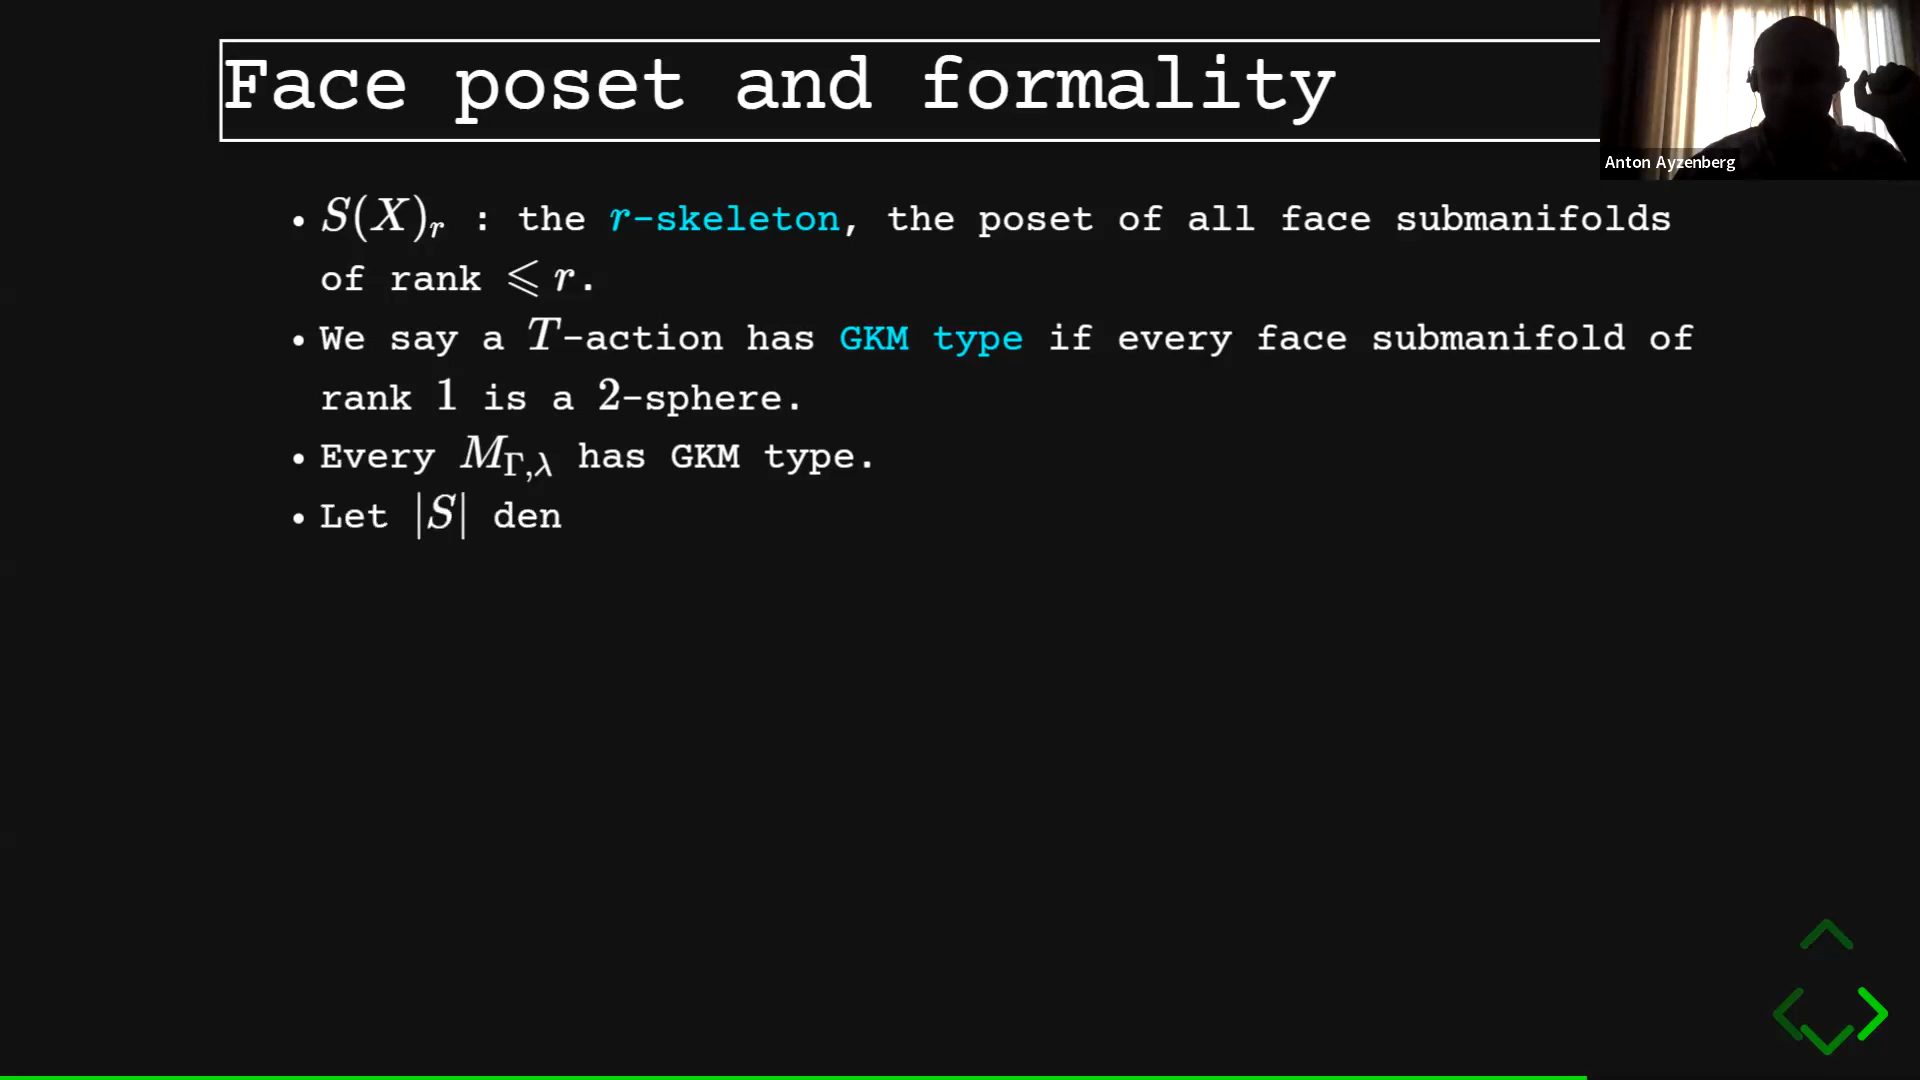 Face poset and formality
Anton Ayzenberg
• S(X)_r : the r-skeleton, the poset of all face submanifolds
of rank ⩽ r.
• We say a T-action has GKM type if every face submanifold of
rank 1 is a 2-sphere.
• Every M_{Γ,λ} has GKM type.
• Let |S| den